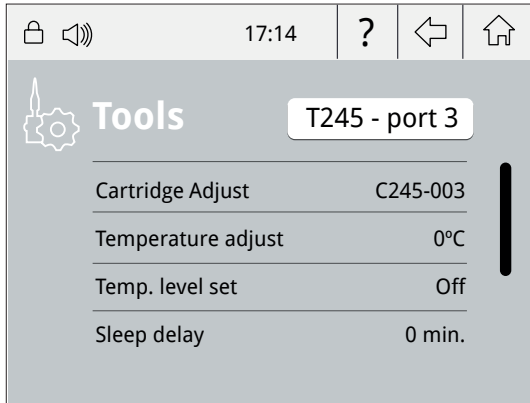 17:14 ?
Tools T245 - port 3
Cartridge Adjust C245-003
Temperature adjust 0ºC
Temp. level set Off
Sleep delay 0 min.